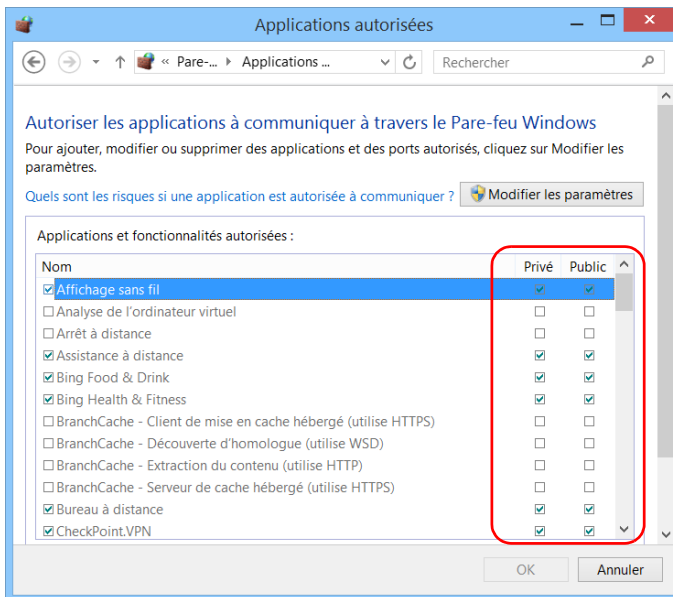 Applications autorisées
« Pare-... Applications ... Rechercher
Autoriser les applications à communiquer à travers le Pare-feu Windows
Pour ajouter, modifier ou supprimer des applications et des ports autorisés, cliquez sur Modifier les
paramètres.
Quels sont les risques si une application est autorisée à communiquer ? Modifier les paramètres
Applications et fonctionnalités autorisées :
Nom Privé Public
Affichage sans fil
Analyse de l'ordinateur virtuel
Arrêt à distance
Assistance à distance
Bing Food & Drink
Bing Health & Fitness
BranchCache - Client de mise en cache hébergé (utilise HTTPS)
BranchCache - Découverte d'homologue (utilise WSD)
BranchCache - Extraction du contenu (utilise HTTP)
BranchCache - Serveur de cache hébergé (utilise HTTPS)
Bureau à distance
CheckPoint.VPN
OK Annuler